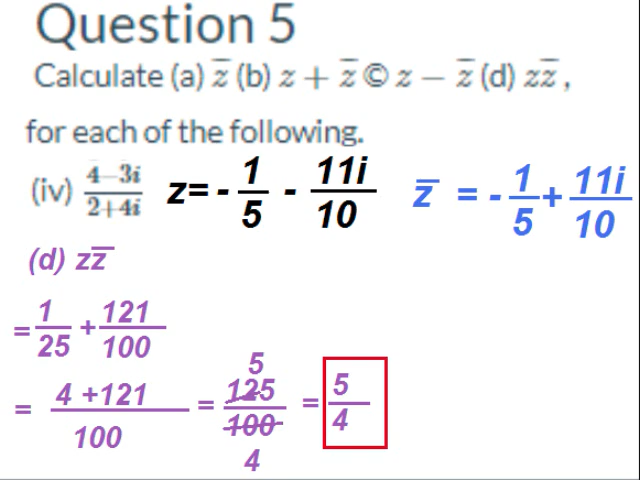 Question 5
Calculate (a) z̅ (b) z + z̅ © z − z̅ (d) zz̅ ,
for each of the following.
(iv) 4−3i/2+4i z= - 1/5 - 11i/10 z̅ = - 1/5 + 11i/10
(d) zz̅
= 1/25 + 121/100
= 4 +121/100 = 125/100 = 5/4
5
4